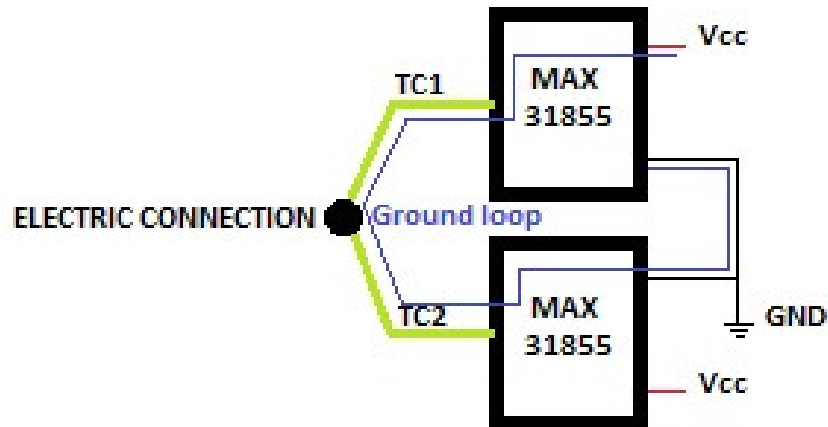 Vcc
TC1
MAX
31855
ELECTRIC CONNECTION
Ground loop
TC2
MAX
31855
GND
Vcc